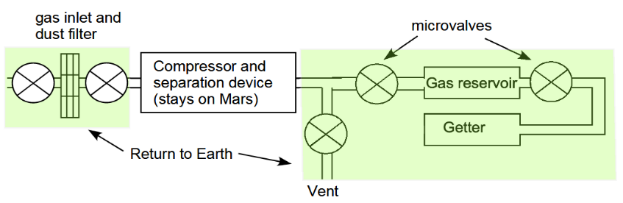 gas inlet and
dust filter
microvalves
Compressor and
separation device
(stays on Mars)
Gas reservoir
Getter
Return to Earth
Vent